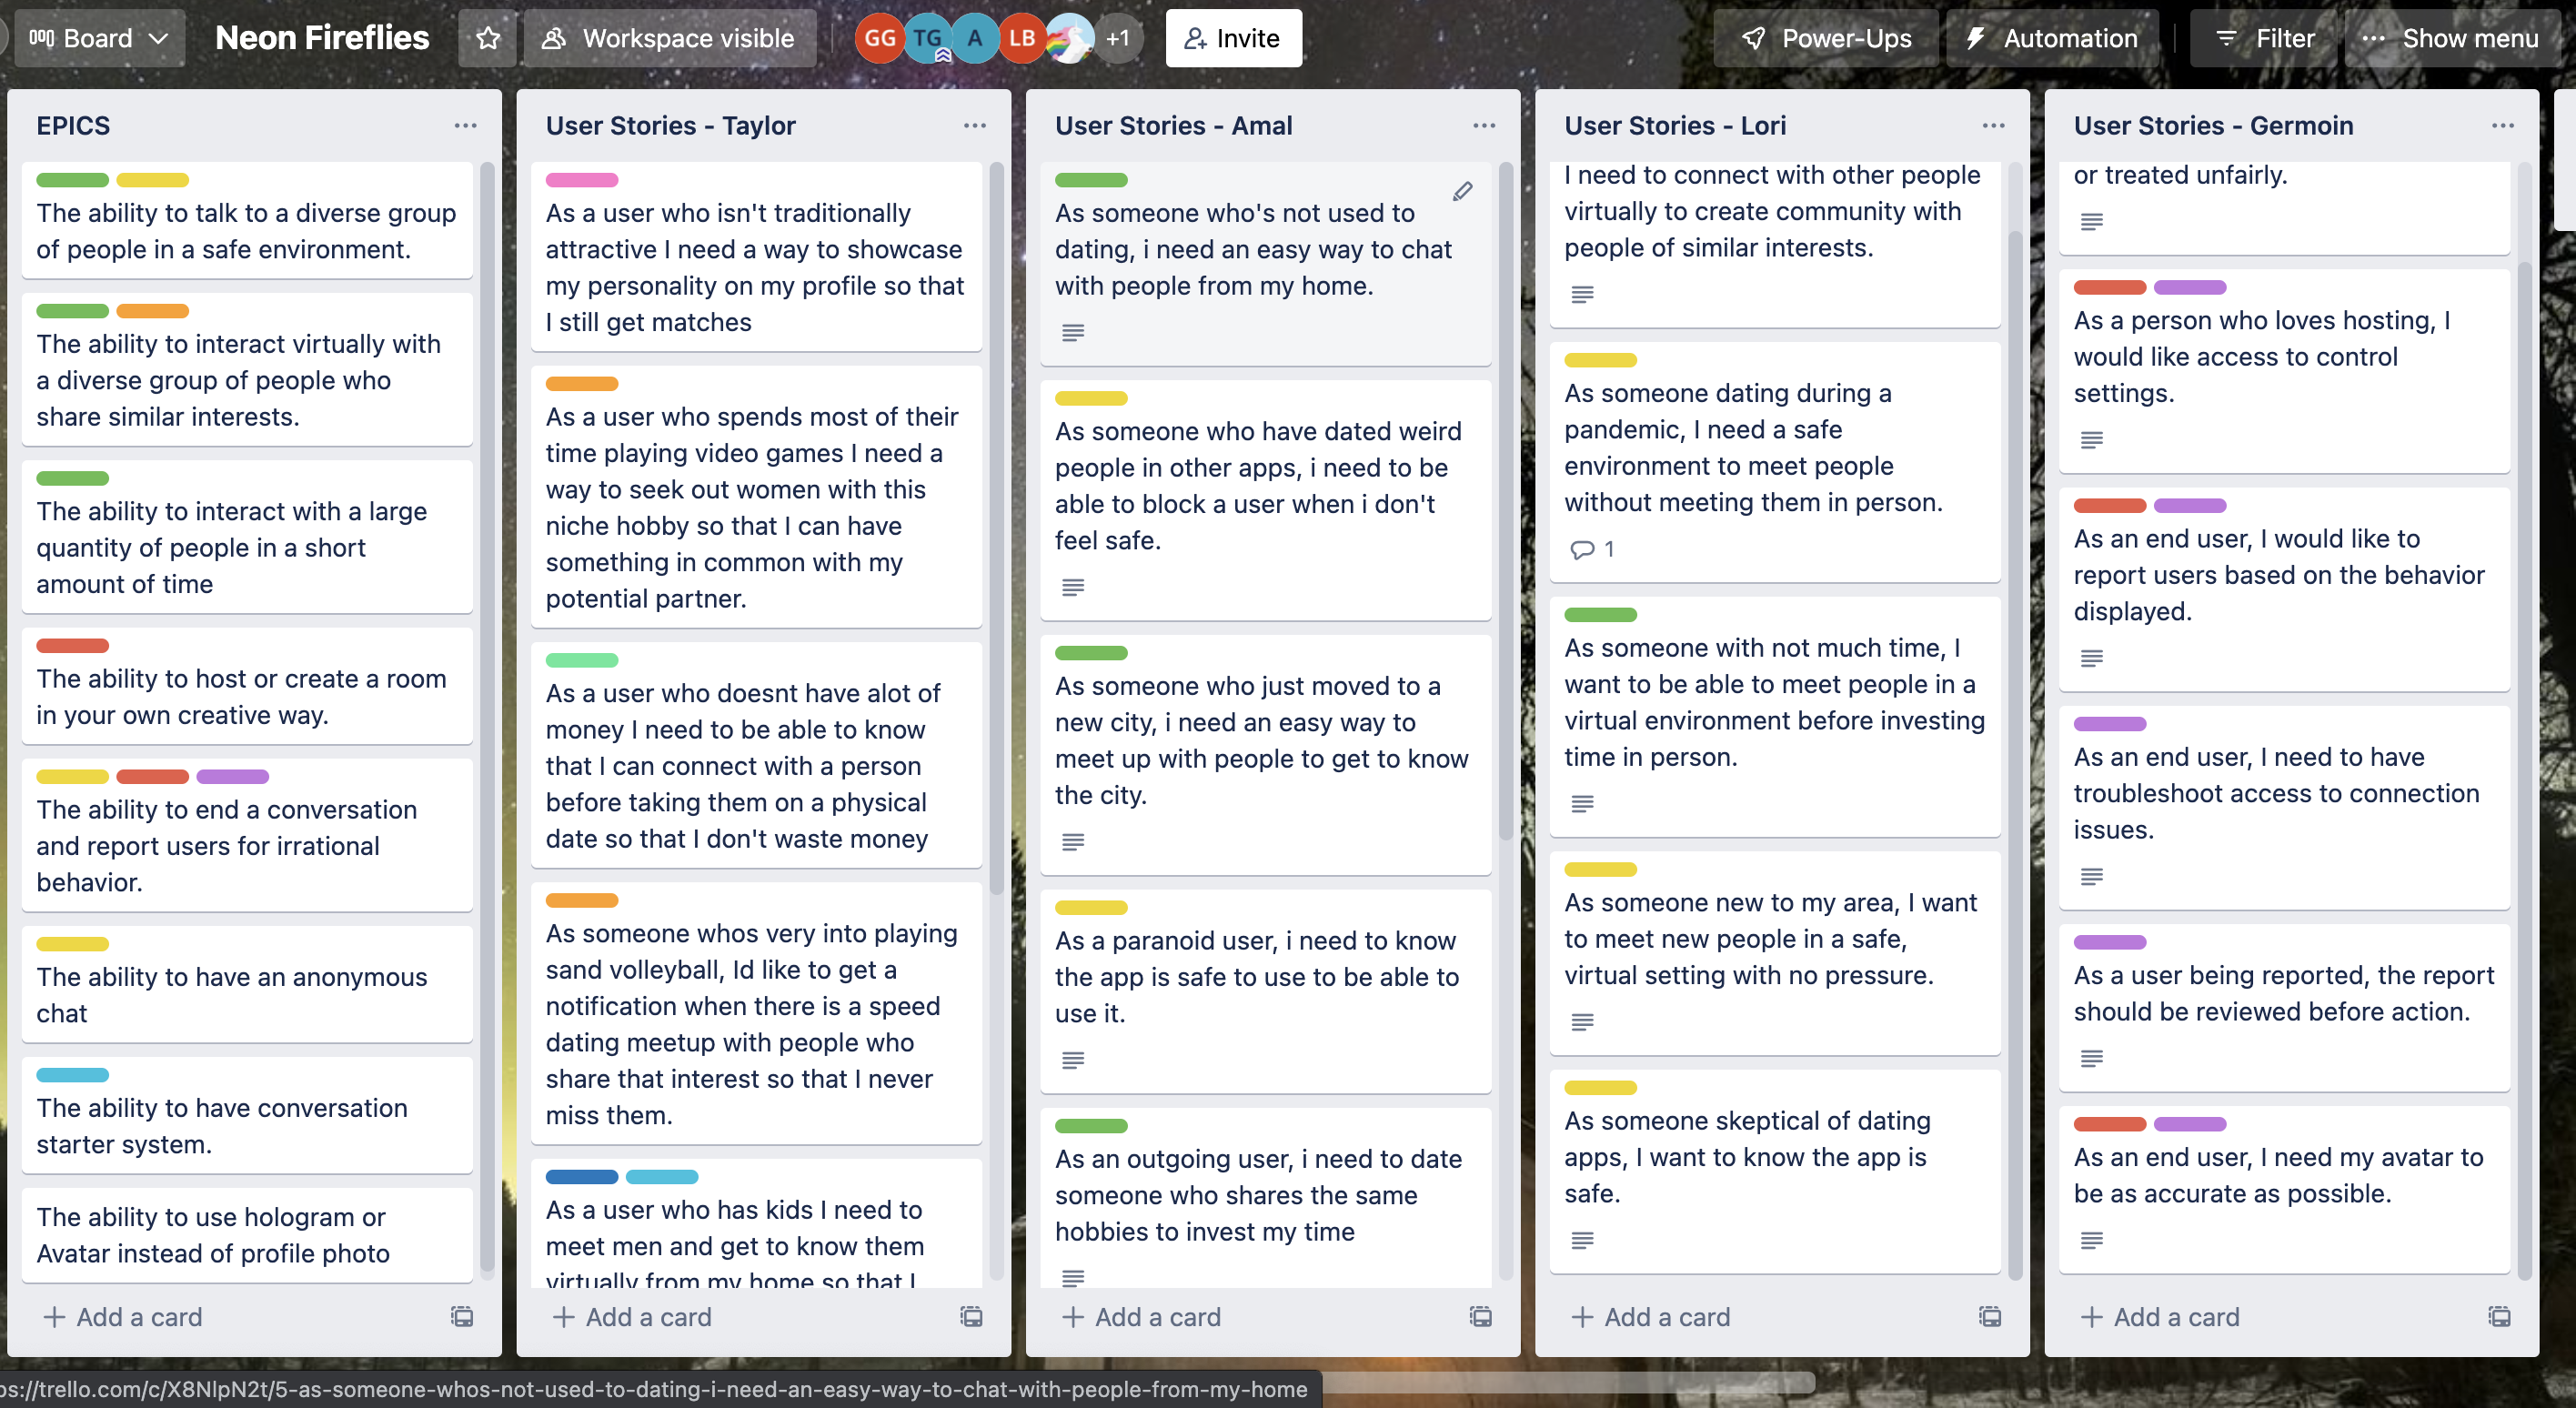 Board
Neon Fireflies
Workspace visible
GG
TG
A
LB
+1
Invite
Power-Ups
Automation
Filter
Show menu
EPICS
The ability to talk to a diverse group
of people in a safe environment.
The ability to interact virtually with
a diverse group of people who
share similar interests.
The ability to interact with a large
quantity of people in a short
amount of time
The ability to host or create a room
in your own creative way.
The ability to end a conversation
and report users for irrational
behavior.
The ability to have an anonymous
chat
The ability to have conversation
starter system.
The ability to use hologram or
Avatar instead of profile photo
Add a card
User Stories - Taylor
As a user who isn't traditionally
attractive I need a way to showcase
my personality on my profile so that
I still get matches
As a user who spends most of their
time playing video games I need a
way to seek out women with this
niche hobby so that I can have
something in common with my
potential partner.
As a user who doesnt have alot of
money I need to be able to know
that I can connect with a person
before taking them on a physical
date so that I don't waste money
As someone whos very into playing
sand volleyball, Id like to get a
notification when there is a speed
dating meetup with people who
share that interest so that I never
miss them.
As a user who has kids I need to
meet men and get to know them
virtually from my home so that I
Add a card
User Stories - Amal
As someone who's not used to
dating, i need an easy way to chat
with people from my home.
As someone who have dated weird
people in other apps, i need to be
able to block a user when i don't
feel safe.
As someone who just moved to a
new city, i need an easy way to
meet up with people to get to know
the city.
As a paranoid user, i need to know
the app is safe to use to be able to
use it.
As an outgoing user, i need to date
someone who shares the same
hobbies to invest my time
Add a card
User Stories - Lori
I need to connect with other people
virtually to create community with
people of similar interests.
As someone dating during a
pandemic, I need a safe
environment to meet people
without meeting them in person.
1
As someone with not much time, I
want to be able to meet people in a
virtual environment before investing
time in person.
As someone new to my area, I want
to meet new people in a safe,
virtual setting with no pressure.
As someone skeptical of dating
apps, I want to know the app is
safe.
Add a card
User Stories - Germoin
or treated unfairly.
As a person who loves hosting, I
would like access to control
settings.
As an end user, I would like to
report users based on the behavior
displayed.
As an end user, I need to have
troubleshoot access to connection
issues.
As a user being reported, the report
should be reviewed before action.
As an end user, I need my avatar to
be as accurate as possible.
Add a card
ps://trello.com/c/X8NlpN2t/5-as-someone-whos-not-used-to-dating-i-need-an-easy-way-to-chat-with-people-from-my-home